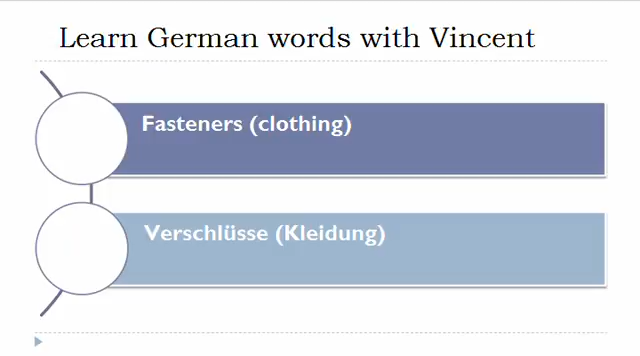 Learn German words with Vincent
Fasteners (clothing)
Verschlüsse (Kleidung)